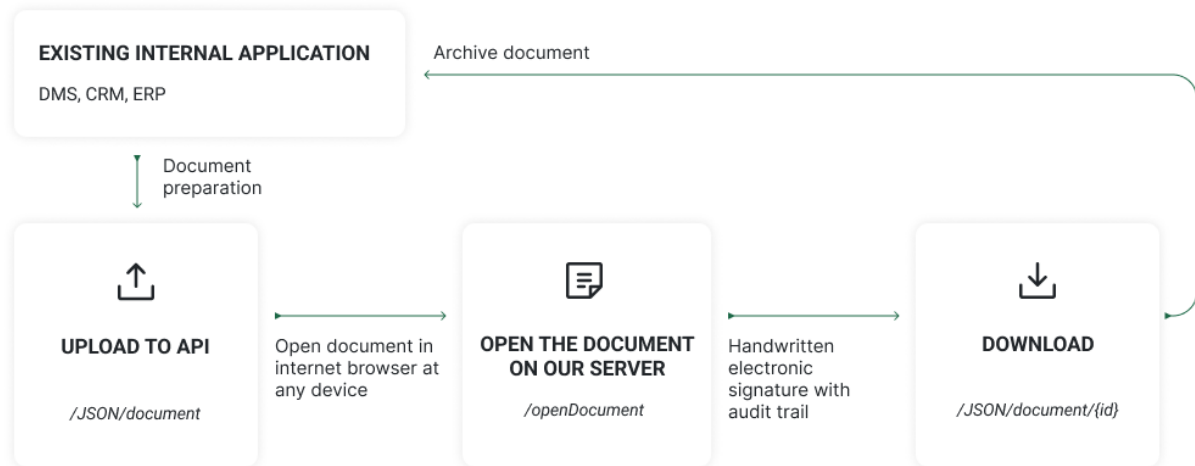 EXISTING INTERNAL APPLICATION
DMS, CRM, ERP
Archive document
Document
preparation
UPLOAD TO API
/JSON/document
Open document in
internet browser at
any device
OPEN THE DOCUMENT
ON OUR SERVER
/openDocument
Handwritten
electronic
signature with
audit trail
DOWNLOAD
/JSON/document/{id}